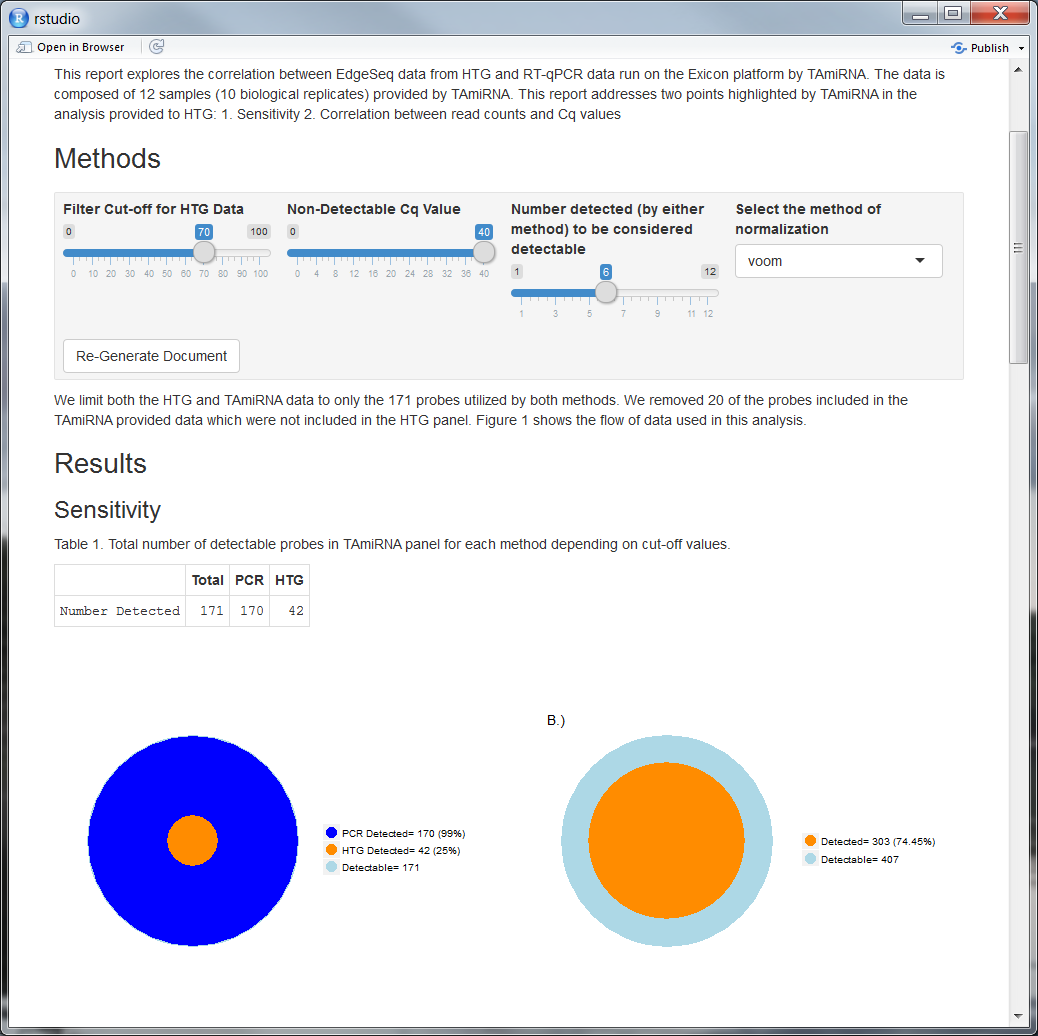 rstudio
Open in Browser
Publish
This report explores the correlation between EdgeSeq data from HTG and RT-qPCR data run on the Exicon platform by TAmiRNA. The data is
composed of 12 samples (10 biological replicates) provided by TAmiRNA. This report addresses two points highlighted by TAmiRNA in the
analysis provided to HTG: 1. Sensitivity 2. Correlation between read counts and Cq values
Methods
Filter Cut-off for HTG Data
0 70 100
0 10 20 30 40 50 60 70 80 90 100
Non-Detectable Cq Value
0 40
0 4 8 12 16 20 24 28 32 36 40
Number detected (by either
method) to be considered
detectable
1 6 12
1 3 5 7 9 11 12
Select the method of
normalization
voom
Re-Generate Document
We limit both the HTG and TAmiRNA data to only the 171 probes utilized by both methods. We removed 20 of the probes included in the
TAmiRNA provided data which were not included in the HTG panel. Figure 1 shows the flow of data used in this analysis.
Results
Sensitivity
Table 1. Total number of detectable probes in TAmiRNA panel for each method depending on cut-off values.
Total PCR HTG
Number Detected 171 170 42
PCR Detected= 170 (99%)
HTG Detected= 42 (25%)
Detectable= 171
B.)
Detected= 303 (74.45%)
Detectable= 407